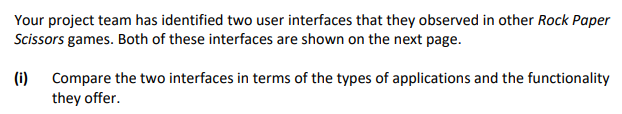 Your project team has identified two user interfaces that they observed in other Rock Paper
Scissors games. Both of these interfaces are shown on the next page.
(i) Compare the two interfaces in terms of the types of applications and the functionality
they offer.